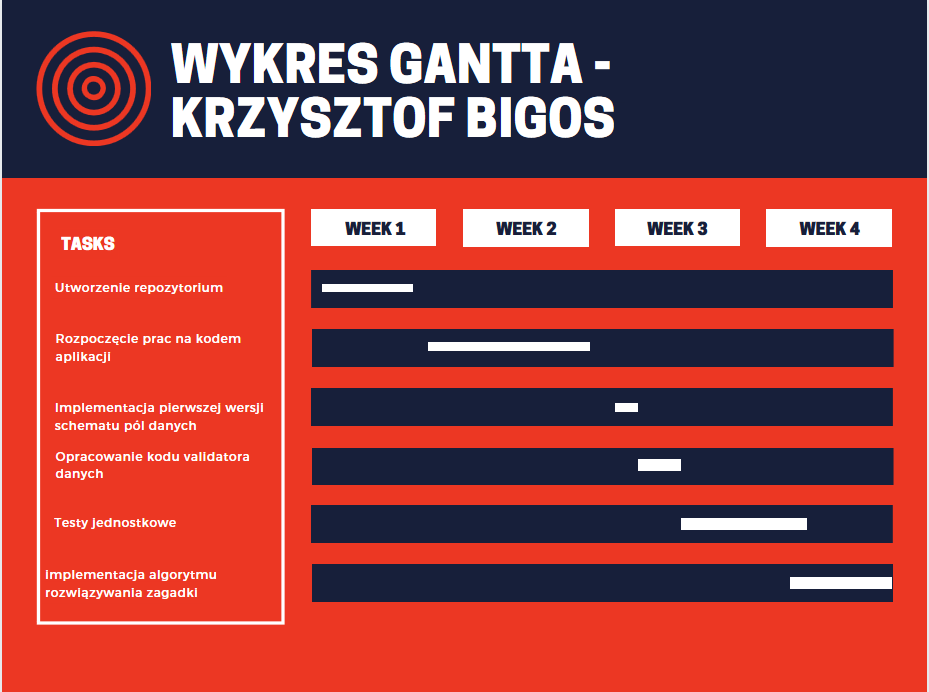 WYKRES GANTTA -
KRZYSZTOF BIGOS
TASKS
WEEK 1
WEEK 2
WEEK 3
WEEK 4
Utworzenie repozytorium
Rozpoczęcie prac na kodem
aplikacji
Implementacja pierwszej wersji
schematu pól danych
Opracowanie kodu validatora
danych
Testy jednostkowe
Implementacja algorytmu
rozwiązywania zagadki